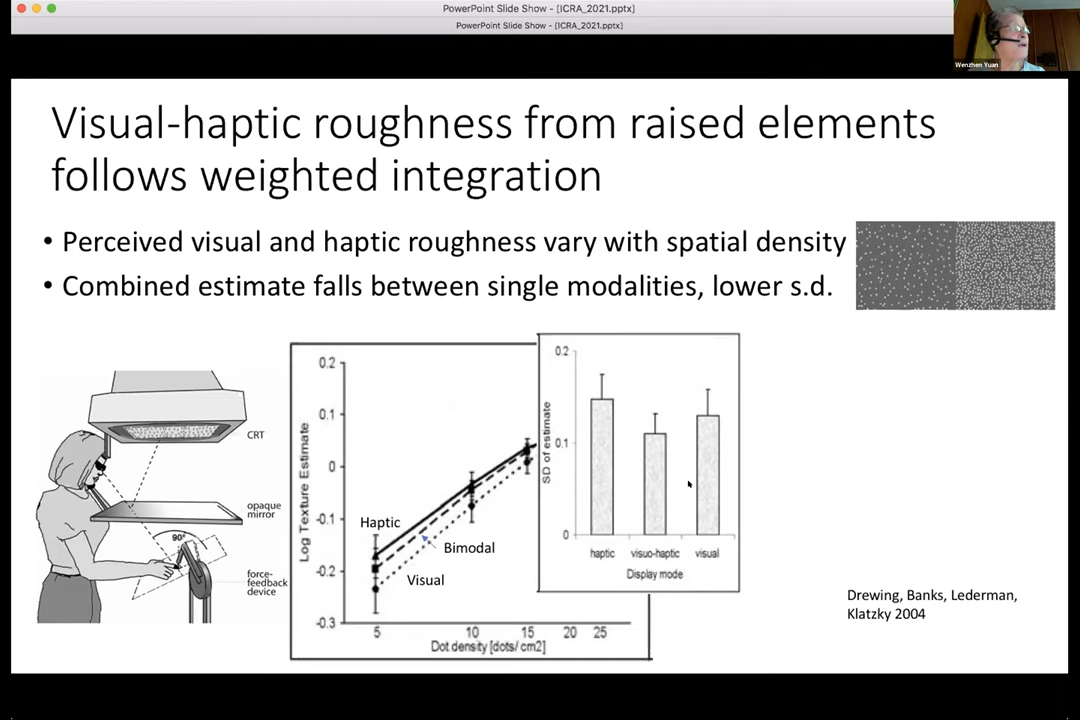 PowerPoint Slide Show - [ICRA_2021.pptx]
PowerPoint Slide Show - [ICRA_2021.pptx]
Wenzhen Yuan
Visual-haptic roughness from raised elements
follows weighted integration
• Perceived visual and haptic roughness vary with spatial density
• Combined estimate falls between single modalities, lower s.d.
CRT
opaque
mirror
90°
force-
feedback
device
Log Texture Estimate
0.2
0.1
0
-0.1
-0.2
-0.3
Haptic
Bimodal
Visual
5
10
15
20
25
Dot density [dots/ cm2]
SD of estimate
0.2
0.1
0
haptic
visuo-haptic
visual
Display mode
Drewing, Banks, Lederman,
Klatzky 2004